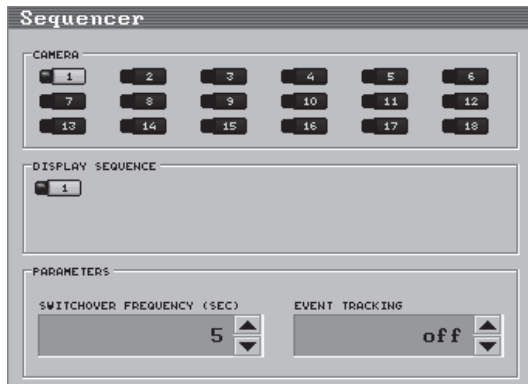 Sequencer
CAMERA
1 2 3 4 5 6
7 8 9 10 11 12
13 14 15 16 17 18
DISPLAY SEQUENCE
1
PARAMETERS
SWITCHOVER FREQUENCY (SEC) EVENT TRACKING
5 off